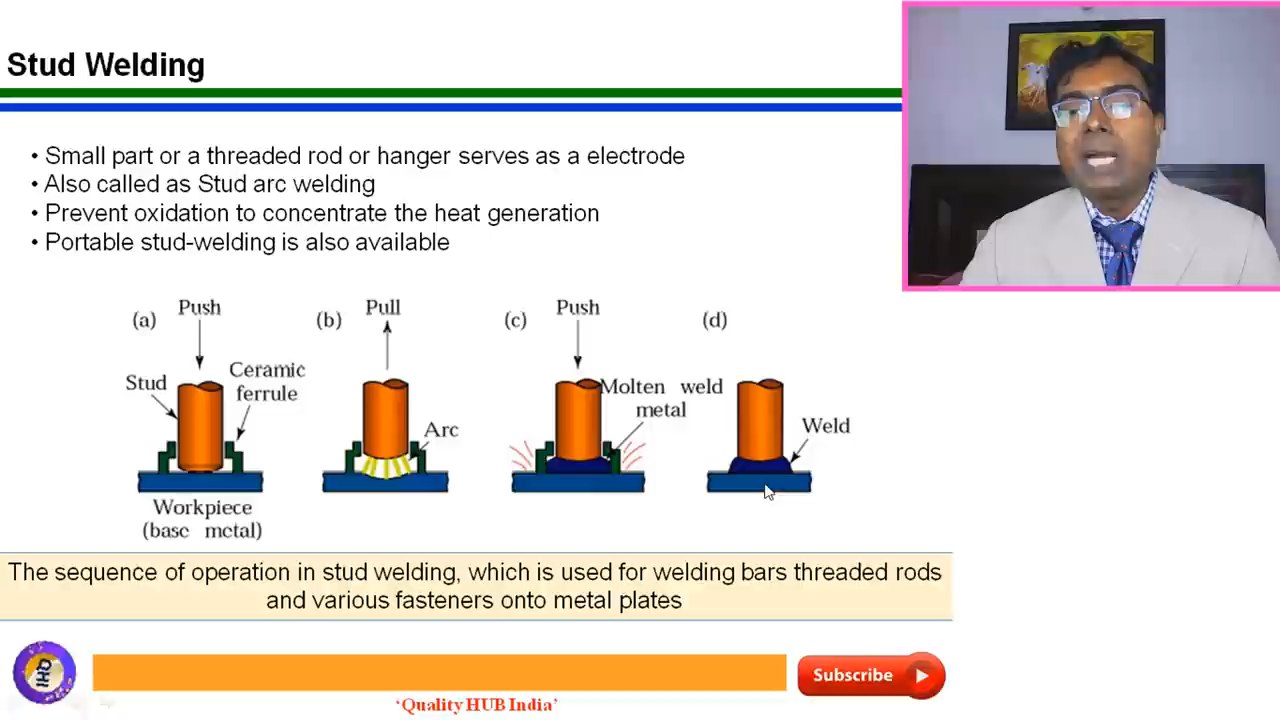 Stud Welding
• Small part or a threaded rod or hanger serves as a electrode
• Also called as Stud arc welding
• Prevent oxidation to concentrate the heat generation
• Portable stud-welding is also available
(a)
Push
Stud
Ceramic
ferrule
Workpiece
(base metal)
(b)
Pull
Arc
(c)
Push
Molten weld
metal
(d)
Weld
The sequence of operation in stud welding, which is used for welding bars threaded rods
and various fasteners onto metal plates
QHI
Subscribe
‘Quality HUB India’